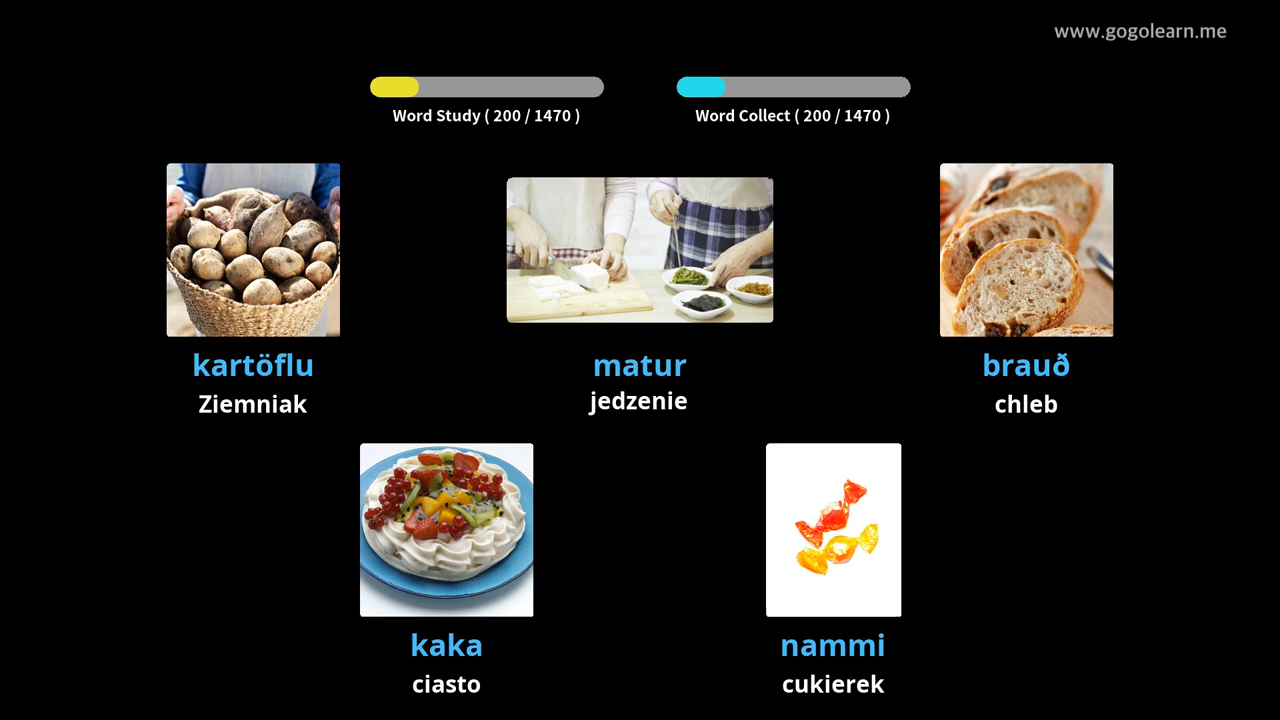 www.gogolearn.me
Word Study ( 200 / 1470 )
Word Collect ( 200 / 1470 )
kartöflu
Ziemniak
matur
jedzenie
brauð
chleb
kaka
ciasto
nammi
cukierek